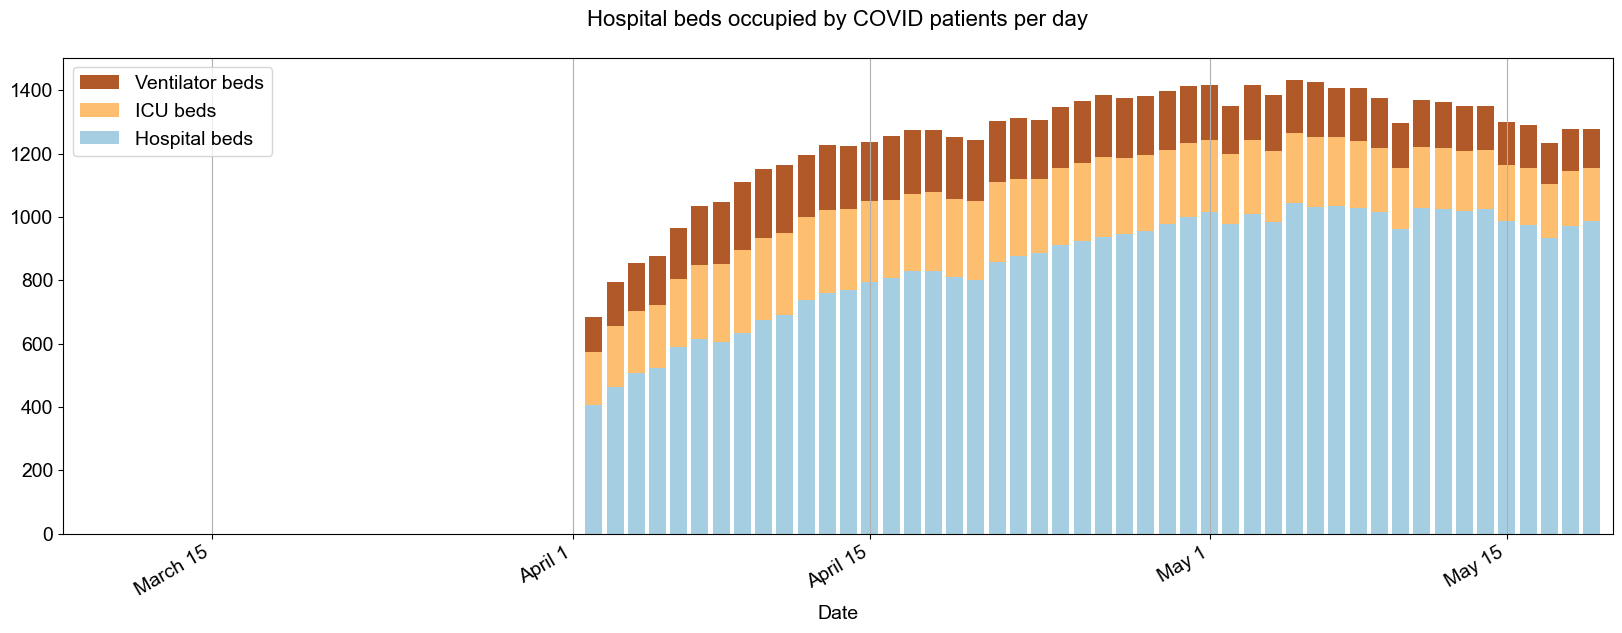 Hospital beds occupied by COVID patients per day
Ventilator beds
ICU beds
Hospital beds
1400
1200
1000
800
600
400
200
0
March 15
April 1
April 15
May 1
May 15
Date